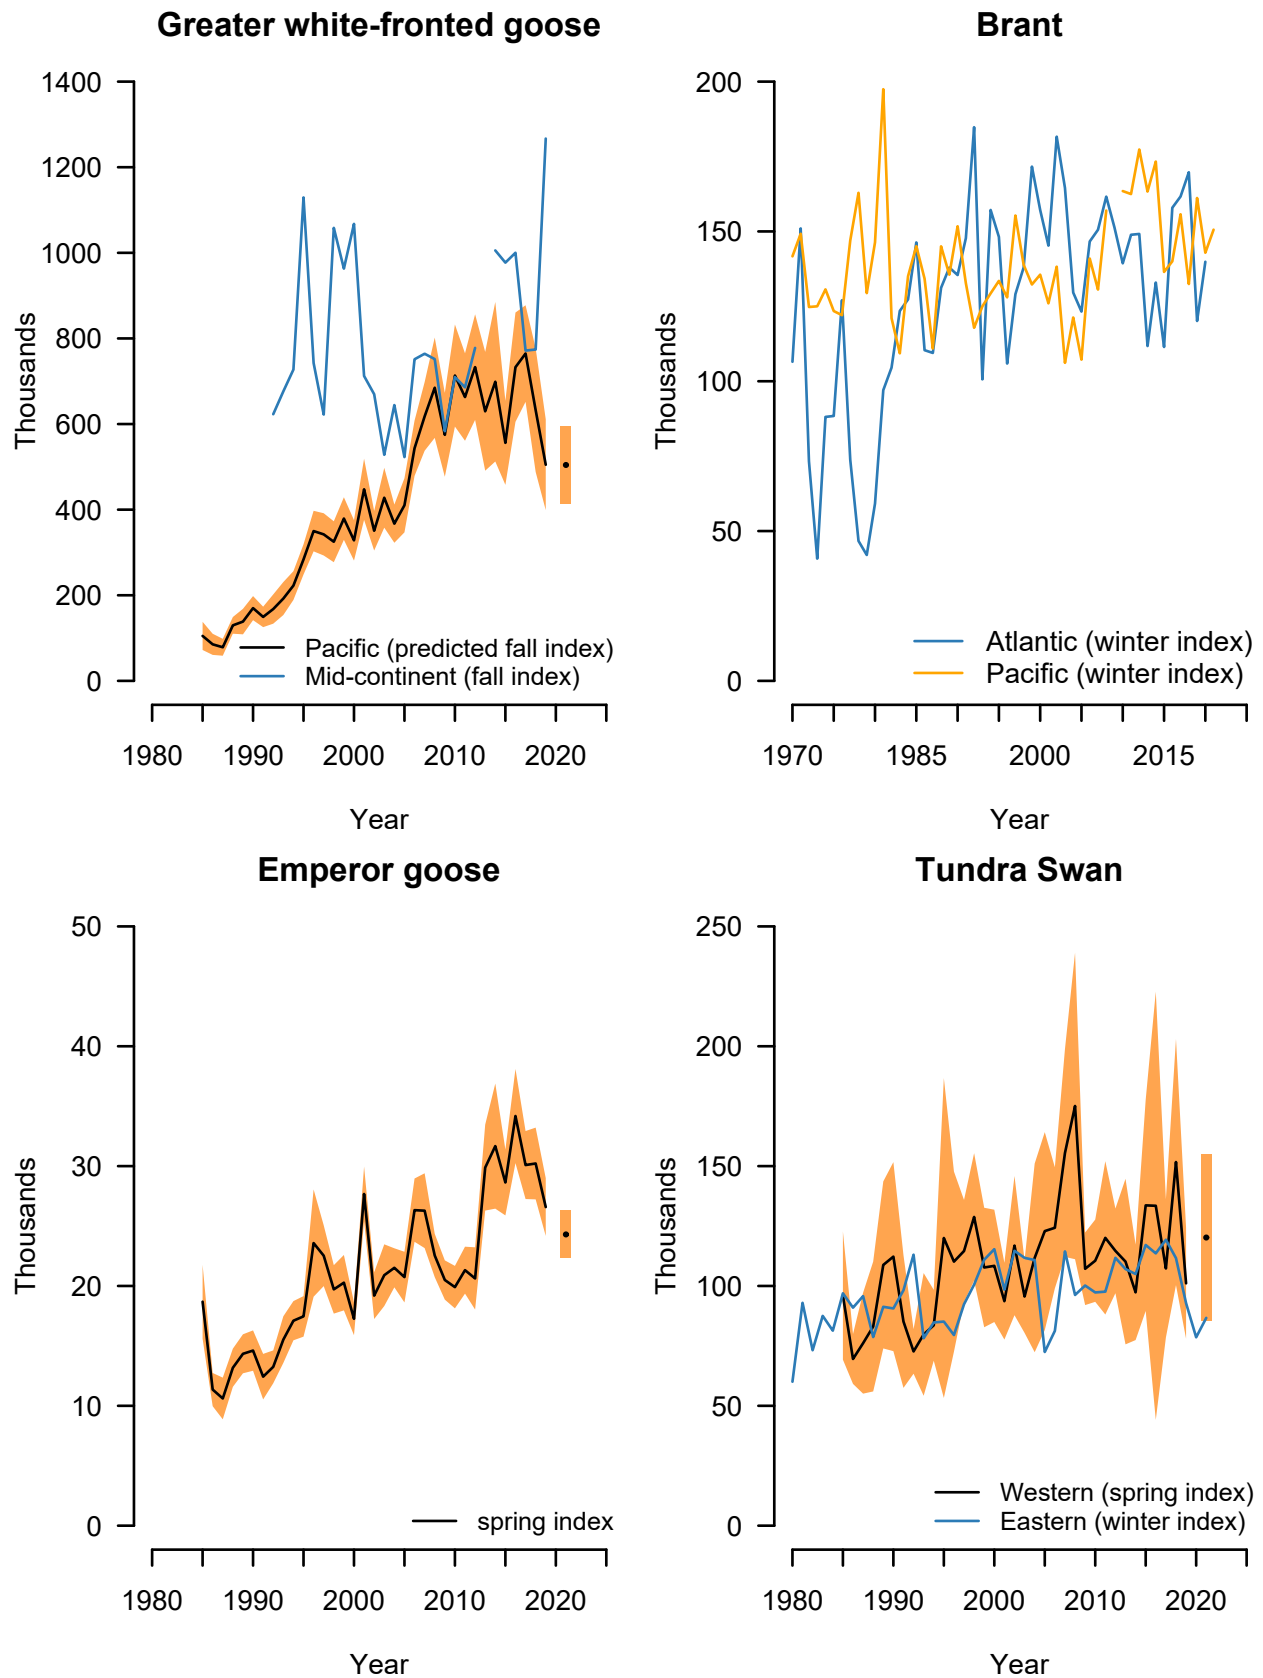 Greater white-fronted goose
1400
1200
1000
800
600
400
200
0
Thousands
Pacific (predicted fall index)
Mid-continent (fall index)
1980 1990 2000 2010 2020
Year
Brant
200
150
100
50
0
Thousands
Atlantic (winter index)
Pacific (winter index)
1970 1985 2000 2015
Year
Emperor goose
50
40
30
20
10
0
Thousands
spring index
1980 1990 2000 2010 2020
Year
Tundra Swan
250
200
150
100
50
0
Thousands
Western (spring index)
Eastern (winter index)
1980 1990 2000 2010 2020
Year